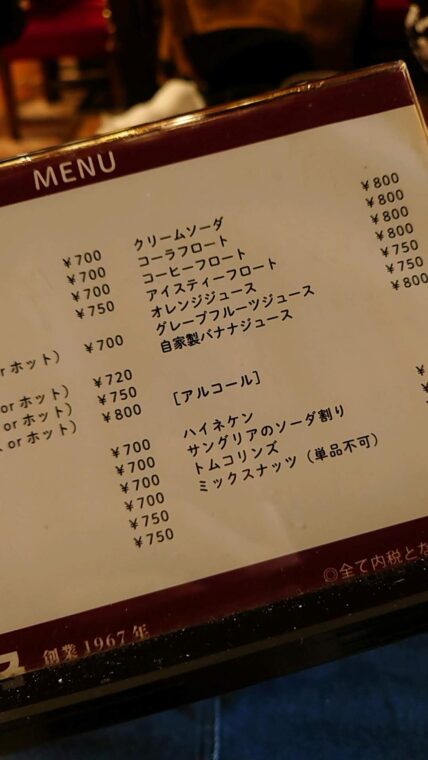 MENU
¥700
¥700
¥700
¥750
or ホット) ¥700
or ホット) ¥720
or ホット) ¥750
or ホット) ¥800
¥700
¥700
¥700
¥700
¥750
¥750
クリームソーダ ¥800
コーラフロート ¥800
コーヒーフロート ¥800
アイスティーフロート ¥800
オレンジジュース ¥750
グレープフルーツジュース ¥750
自家製バナナジュース ¥800
[アルコール]
ハイネケン ¥
サングリアのソーダ割り
トムコリンズ
ミックスナッツ (単品不可)
◎全て内税とな
創業1967年